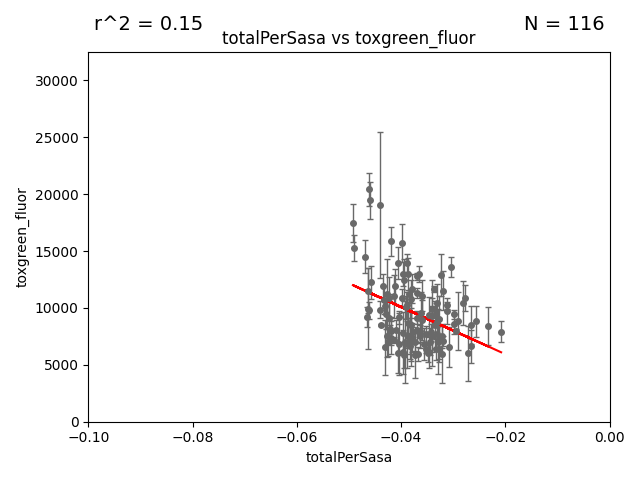 r^2 = 0.15
N = 116
totalPerSasa vs toxgreen_fluor
30000
25000
20000
15000
10000
5000
0
toxgreen_fluor
−0.10
−0.08
−0.06
−0.04
−0.02
0.00
totalPerSasa